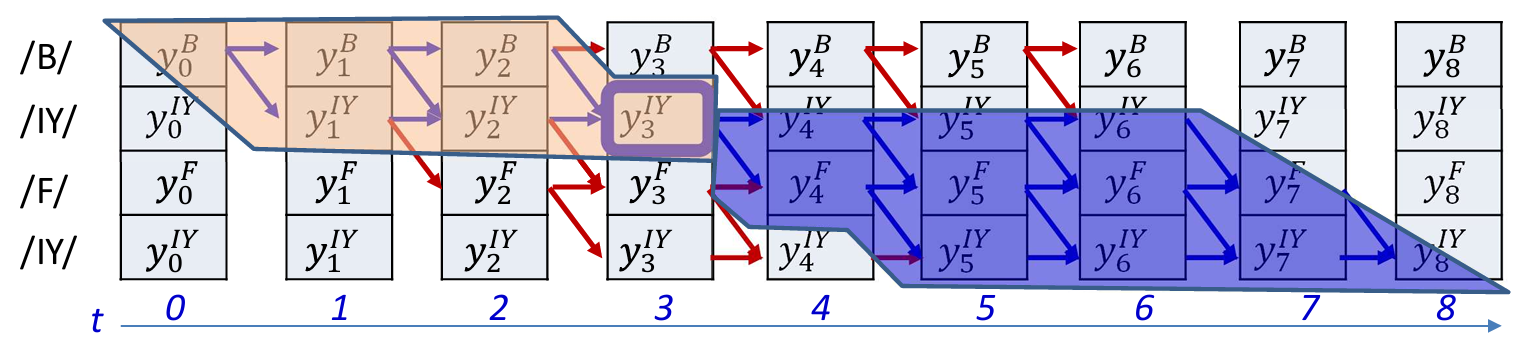 /B/ y_0^B y_1^B y_2^B y_3^B y_4^B y_5^B y_6^B y_7^B y_8^B
/IY/ y_0^{IY} y_1^{IY} y_2^{IY} y_3^{IY} y_4^{IY} y_5^{IY} y_6^{IY} y_7^{IY} y_8^{IY}
/F/ y_0^F y_1^F y_2^F y_3^F y_4^F y_5^F y_6^F y_7^F y_8^F
/IY/ y_0^{IY} y_1^{IY} y_2^{IY} y_3^{IY} y_4^{IY} y_5^{IY} y_6^{IY} y_7^{IY} y_8^{IY}
0 1 2 3 4 5 6 7 8
t